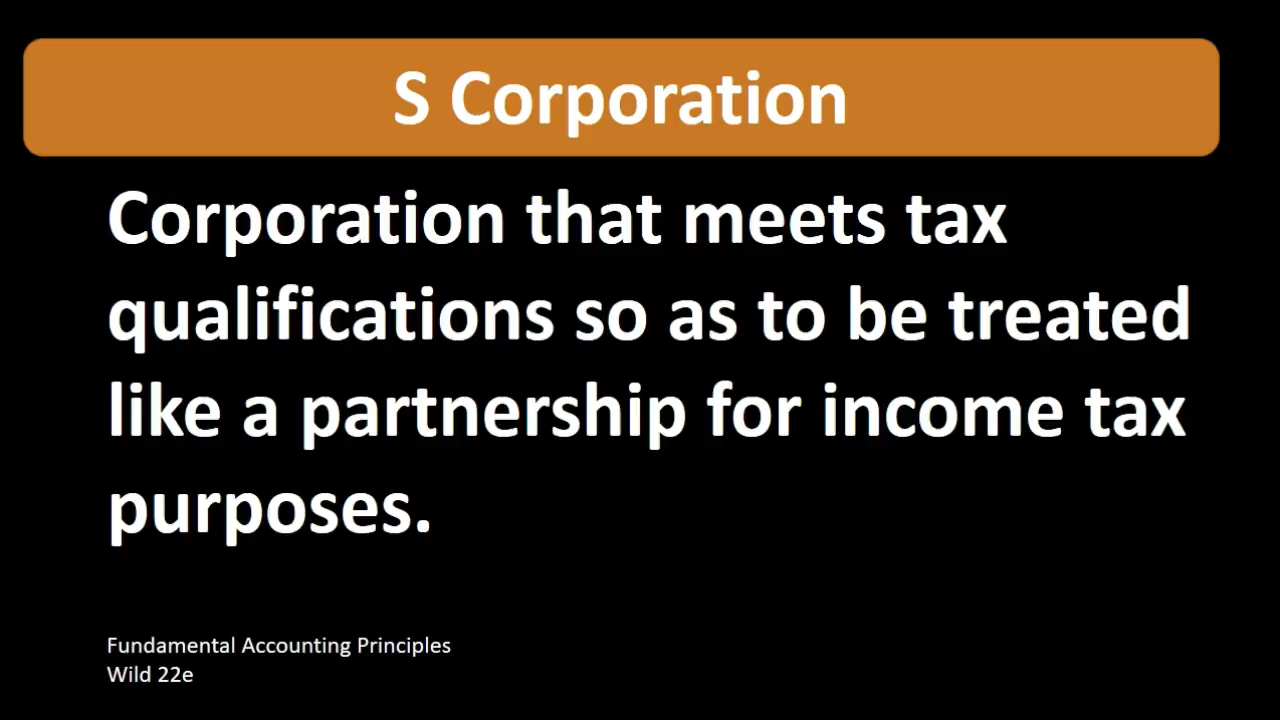 S Corporation
Corporation that meets tax
qualifications so as to be treated
like a partnership for income tax
purposes.
Fundamental Accounting Principles
Wild 22e